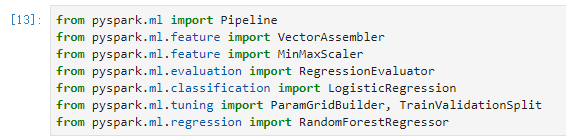 [13]: from pyspark.ml import Pipeline
from pyspark.ml.feature import VectorAssembler
from pyspark.ml.feature import MinMaxScaler
from pyspark.ml.evaluation import RegressionEvaluator
from pyspark.ml.classification import LogisticRegression
from pyspark.ml.tuning import ParamGridBuilder, TrainValidationSplit
from pyspark.ml.regression import RandomForestRegressor